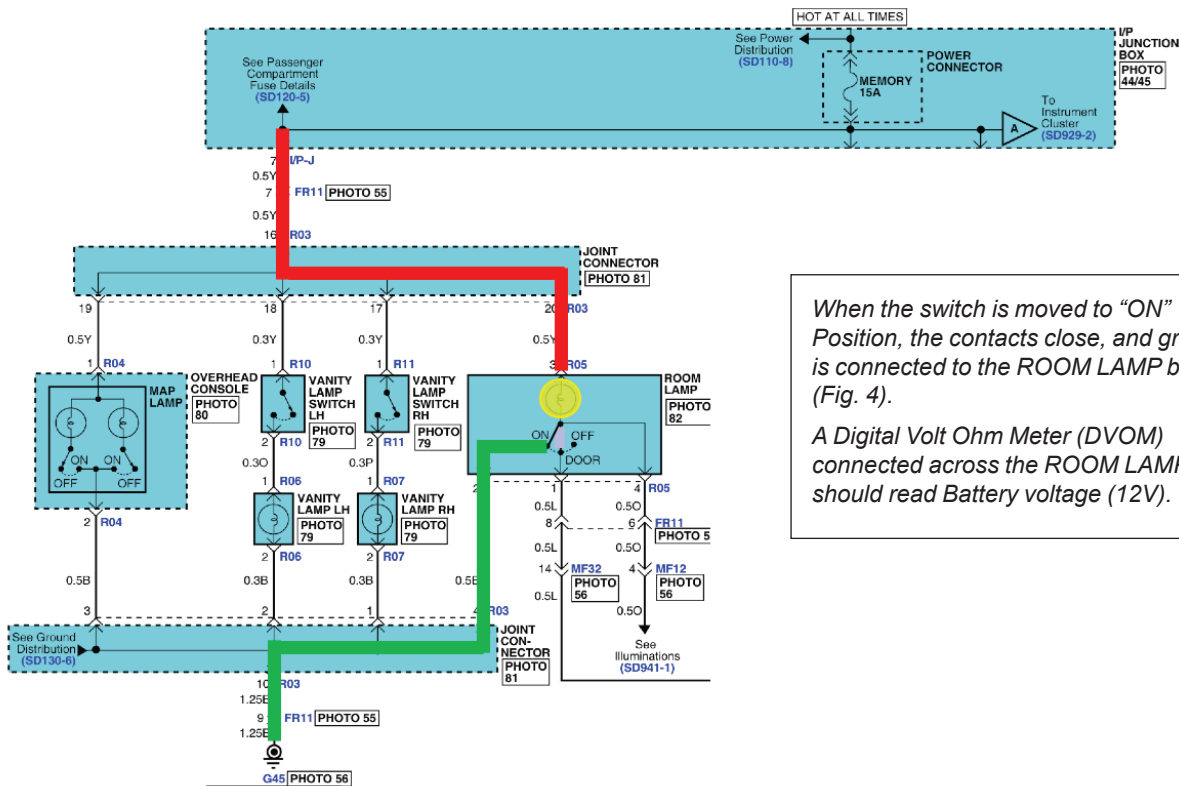 HOT AT ALL TIMES
See Power
Distribution
(SD110-8)
I/P
JUNCTION
BOX
PHOTO
44/45
POWER
CONNECTOR
MEMORY
15A
See Passenger
Compartment
Fuse Details
(SD120-5)
To
Instrument
Cluster
(SD929-2)
A
7 I/P-J
0.5Y
7 FR11 PHOTO 55
0.5Y
16 R03
JOINT
CONNECTOR
PHOTO 81
19 18 17 20 R03
0.5Y 0.3Y 0.3Y 0.5Y
1 R04 1 R10 1 R11 3 R05
OVERHEAD
CONSOLE
PHOTO
80
MAP
LAMP
ON ON
OFF OFF
VANITY
LAMP
SWITCH
LH
PHOTO
79
VANITY
LAMP
SWITCH
RH
PHOTO
79
ROOM
LAMP
PHOTO
82
ON OFF
DOOR
2 R10 2 R11
0.3O 0.3P
1 R06 1 R07
VANITY
LAMP LH
PHOTO
79
VANITY
LAMP RH
PHOTO
79
2 R04 2 R06 2 R07
2 1 4 R05
0.5L 0.5O
8 6 FR11
PHOTO
0.5L 0.5O
14 MF32 4 MF12
PHOTO
56
PHOTO
56
0.5L 0.5O
See
Illuminations
(SD941-1)
0.5B 0.3B 0.3B
3 2 1 4 R03
See Ground
Distribution
(SD130-6)
JOINT
CON-
NECTOR
PHOTO
81
10 R03
9 FR11 PHOTO 55
G45 PHOTO 56
When the switch is moved to “ON”
Position, the contacts close, and
is connected to the ROOM LAMP
(Fig. 4).
A Digital Volt Ohm Meter (DVOM)
connected across the ROOM LAMP
should read Battery voltage (12V).